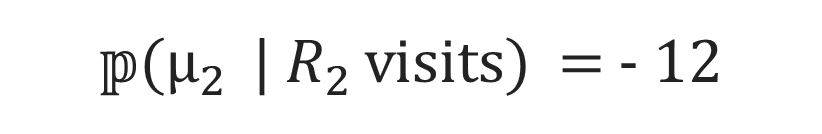 𝕡(μ₂ | R₂ visits) = - 12